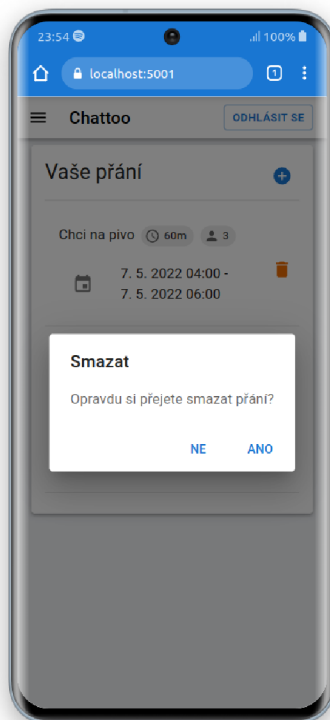 23:54 100%
localhost:5001 1
Chattoo ODHLÁSIT SE
Vaše přání
Chci na pivo 60m 3
7. 5. 2022 04:00 -
7. 5. 2022 06:00
Smazat
Opravdu si přejete smazat přání?
NE ANO